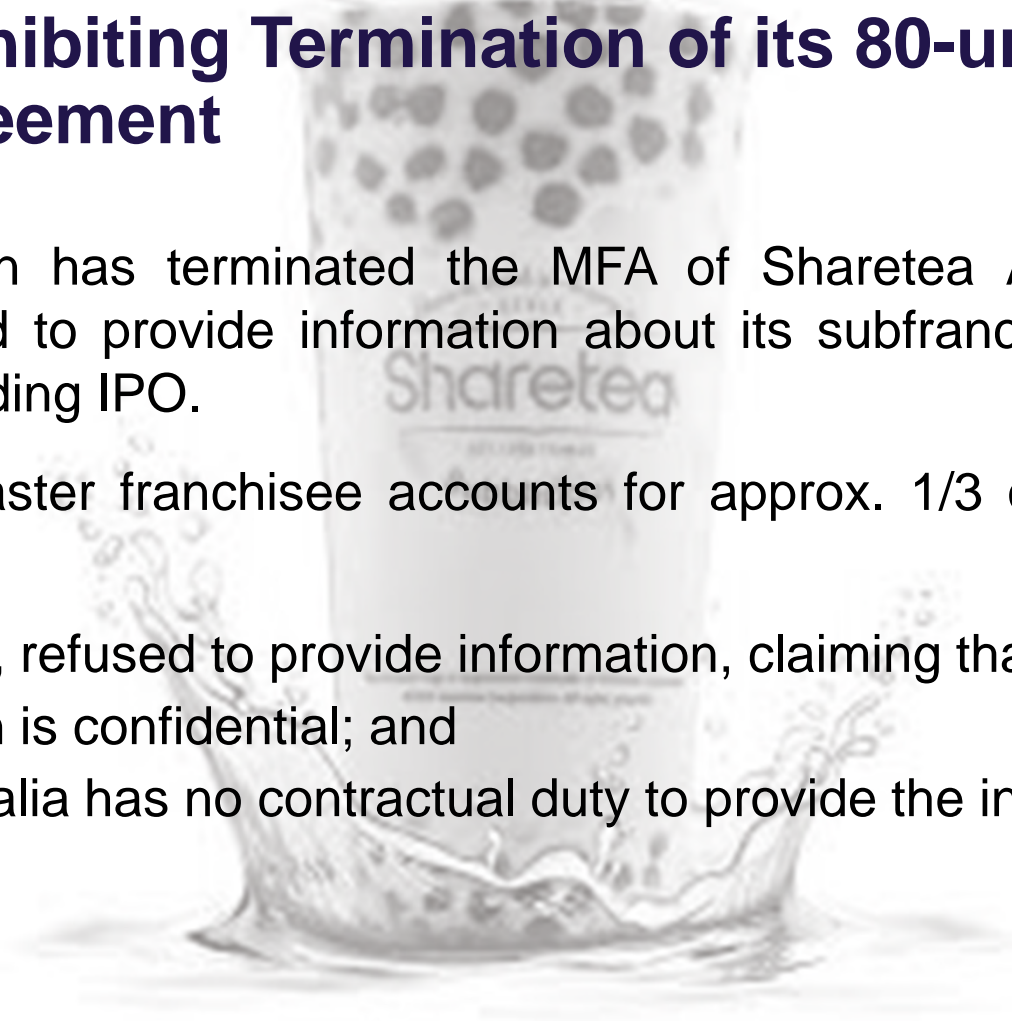 hibiting Termination of its 80-u
eement
n has terminated the MFA of Sharetea A
d to provide information about its subfranc
ding IPO.
Sharetea
aster franchisee accounts for approx. 1/3
, refused to provide information, claiming tha
n is confidential; and
alia has no contractual duty to provide the in